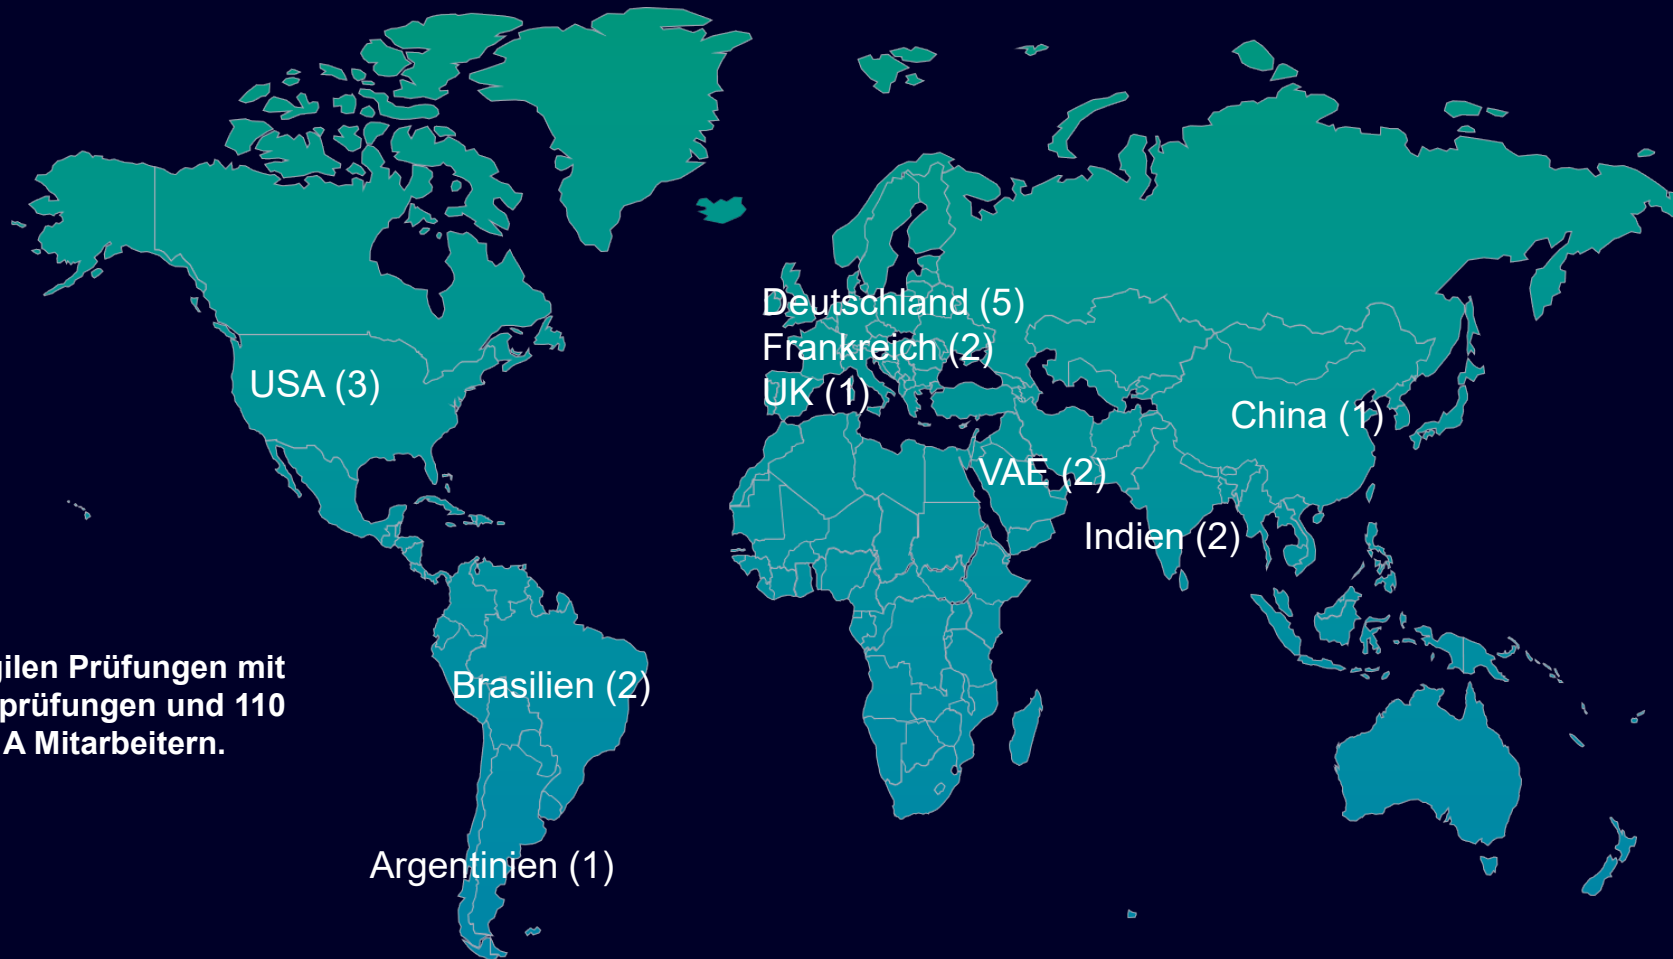 Deutschland (5)
Frankreich (2)
UK (1)
USA (3)
China (1)
VAE (2)
Indien (2)
gilen Prüfungen mit
prüfungen und 110
A Mitarbeitern.
Brasilien (2)
Argentinien (1)